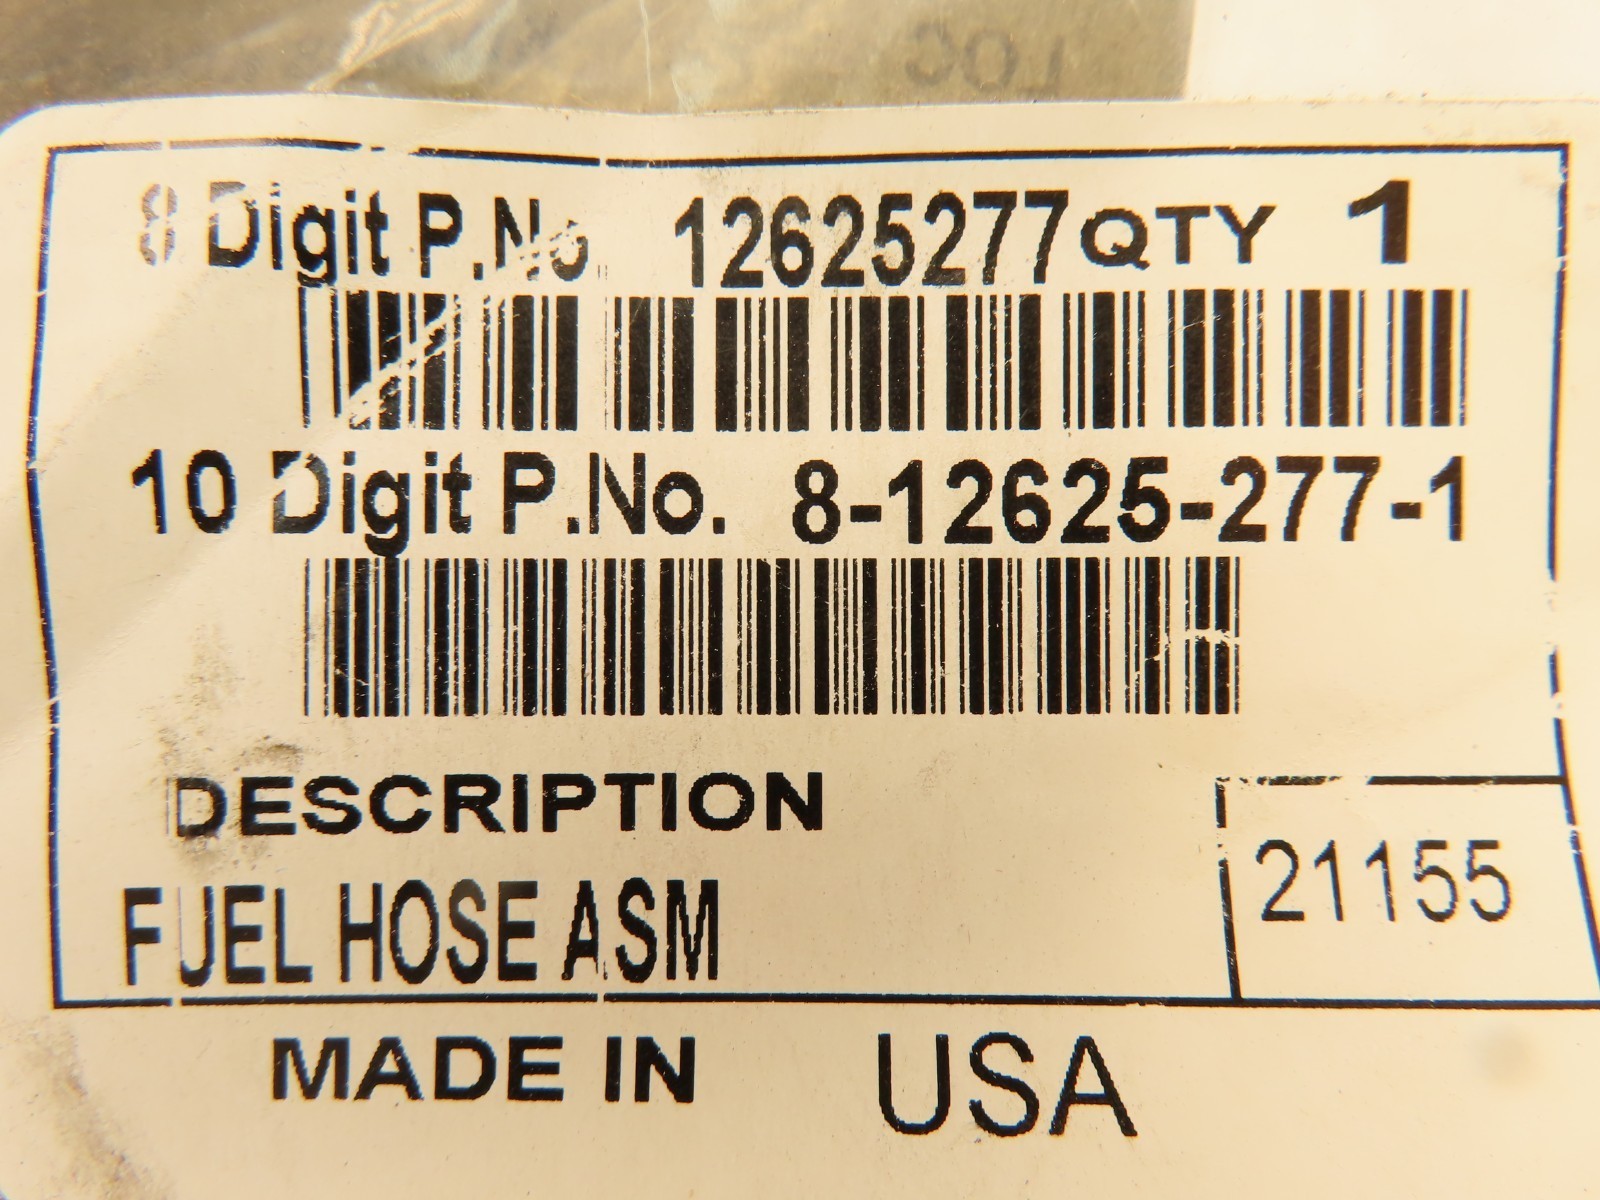 8 Digit P.No. 12625277 QTY 1
10 Digit P.No. 8-12625-277-1
DESCRIPTION
21155
FUEL HOSE ASM
MADE IN USA